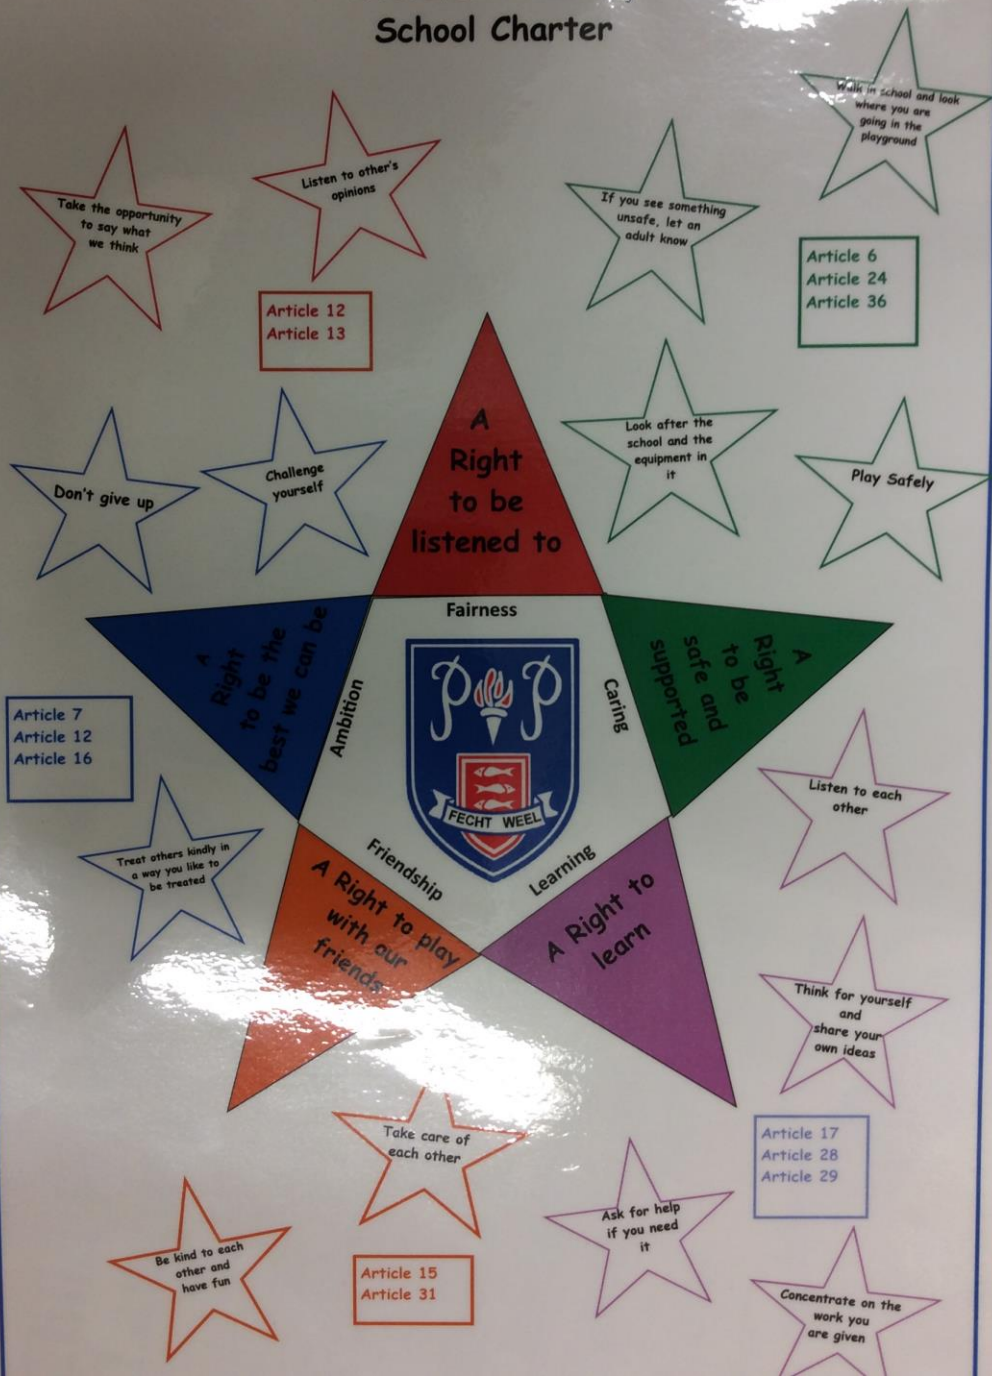 School Charter
Walk in school and look
where you are
going in the
playground
Listen to other's
opinions
Take the opportunity
to say what
we think
If you see something
unsafe, let an
adult know
Article 6
Article 24
Article 36
Article 12
Article 13
A
Right
to be
listened to
Look after the
school and the
equipment in
it
Play Safely
Challenge
yourself
Don't give up
Fairness
A
Right
to be the
best we can be
Ambition
Caring
A
Right
to be
safe and
supported
P P
FECHT WEEL
Article 7
Article 12
Article 16
Listen to each
other
Treat others kindly in
a way you like to
be treated
Friendship
Learning
A Right to play
with our
friends
A Right to
learn
Think for yourself
and
share your
own ideas
Take care of
each other
Article 17
Article 28
Article 29
Ask for help
if you need
it
Be kind to each
other and
have fun
Article 15
Article 31
Concentrate on the
work you
are given